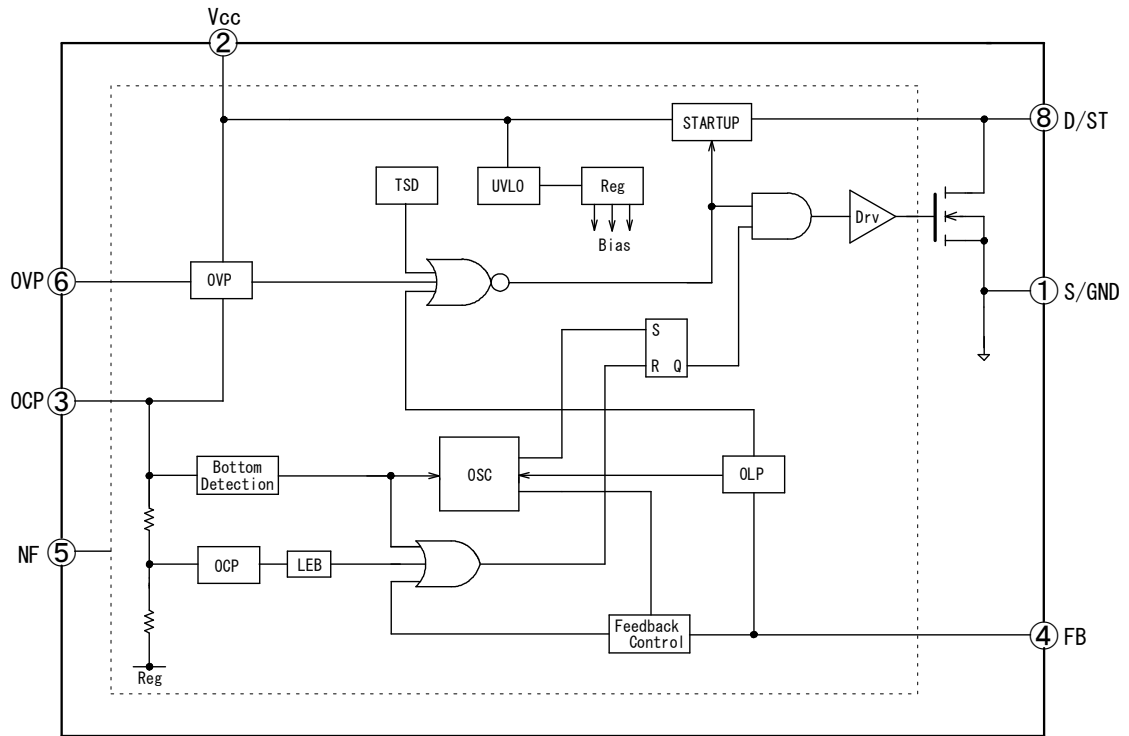 Vcc
②
STARTUP
⑧ D/ST
TSD
UVLO
Reg
Drv
Bias
OVP ⑥
OVP
① S/GND
S
R Q
OCP ③
Bottom
Detection
OSC
OLP
NF ⑤
OCP
LEB
Feedback
Control
④ FB
Reg